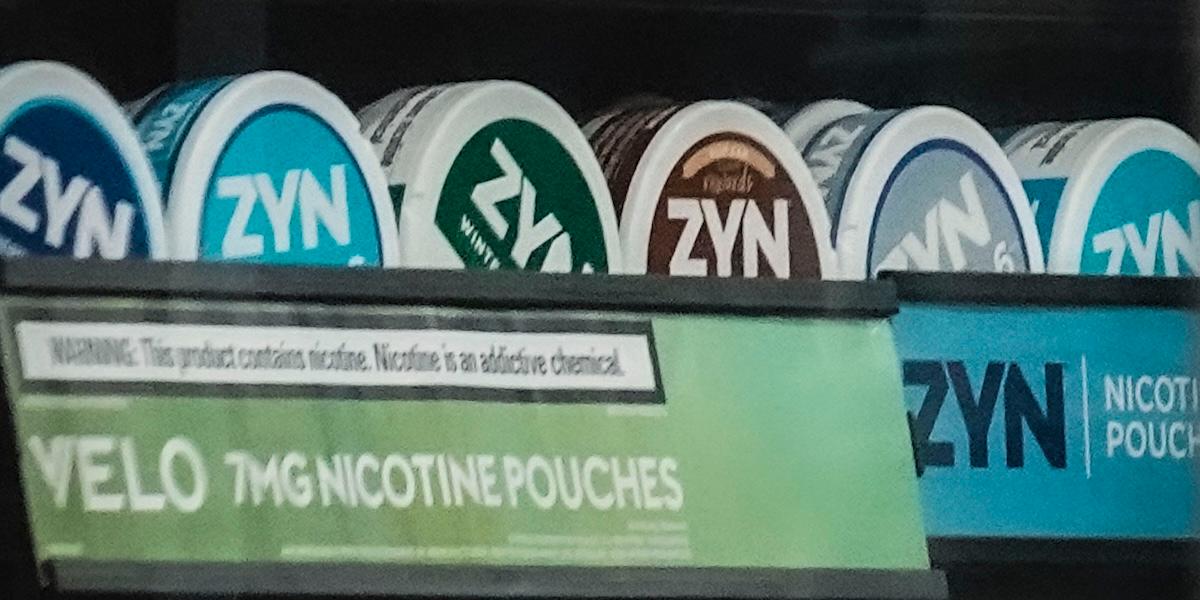 ZYN
ZYN
ZYN
ZYN
ZYN
6
ZYN
WARNING: This product contains nicotine. Nicotine is an addictive chemical.
VELO 7MG NICOTINE POUCHES
ZYN
NICOTI
POUCH